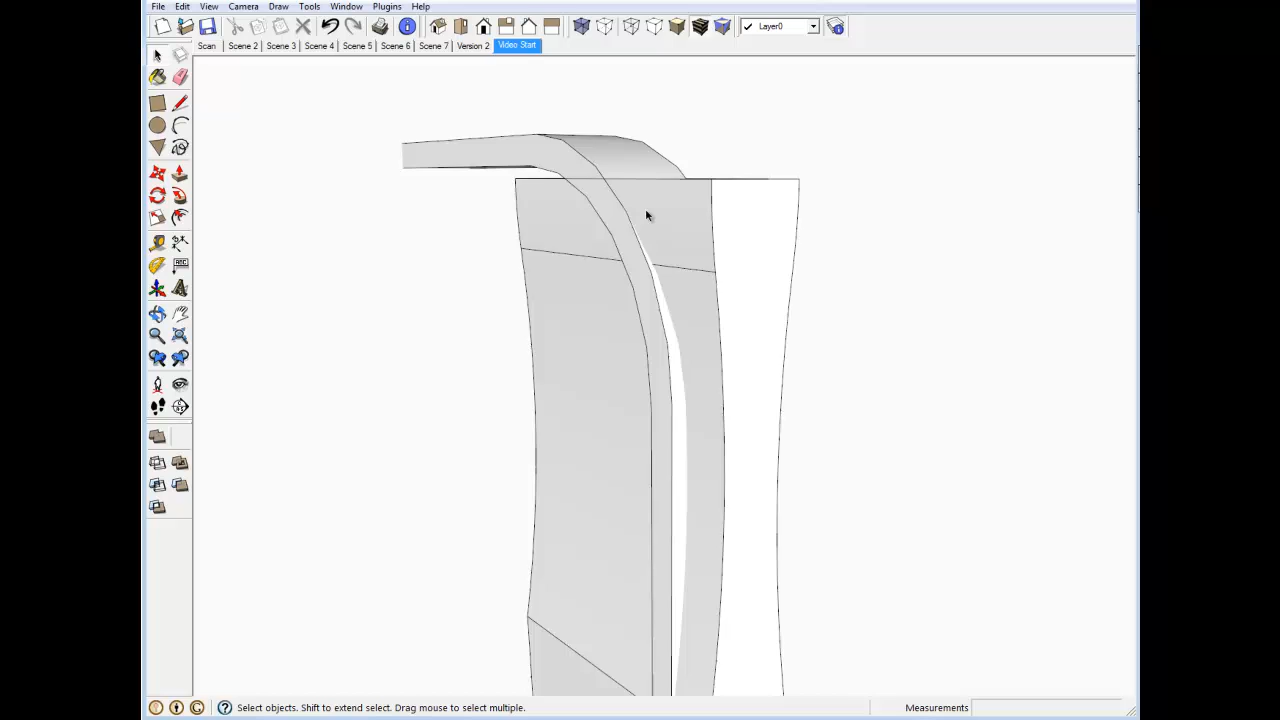 File Edit View Camera Draw Tools Window Plugins Help
Layer0
Scan Scene 2 Scene 3 Scene 4 Scene 5 Scene 6 Scene 7 Version 2 Video Start
Select objects. Shift to extend select. Drag mouse to select multiple. Measurements